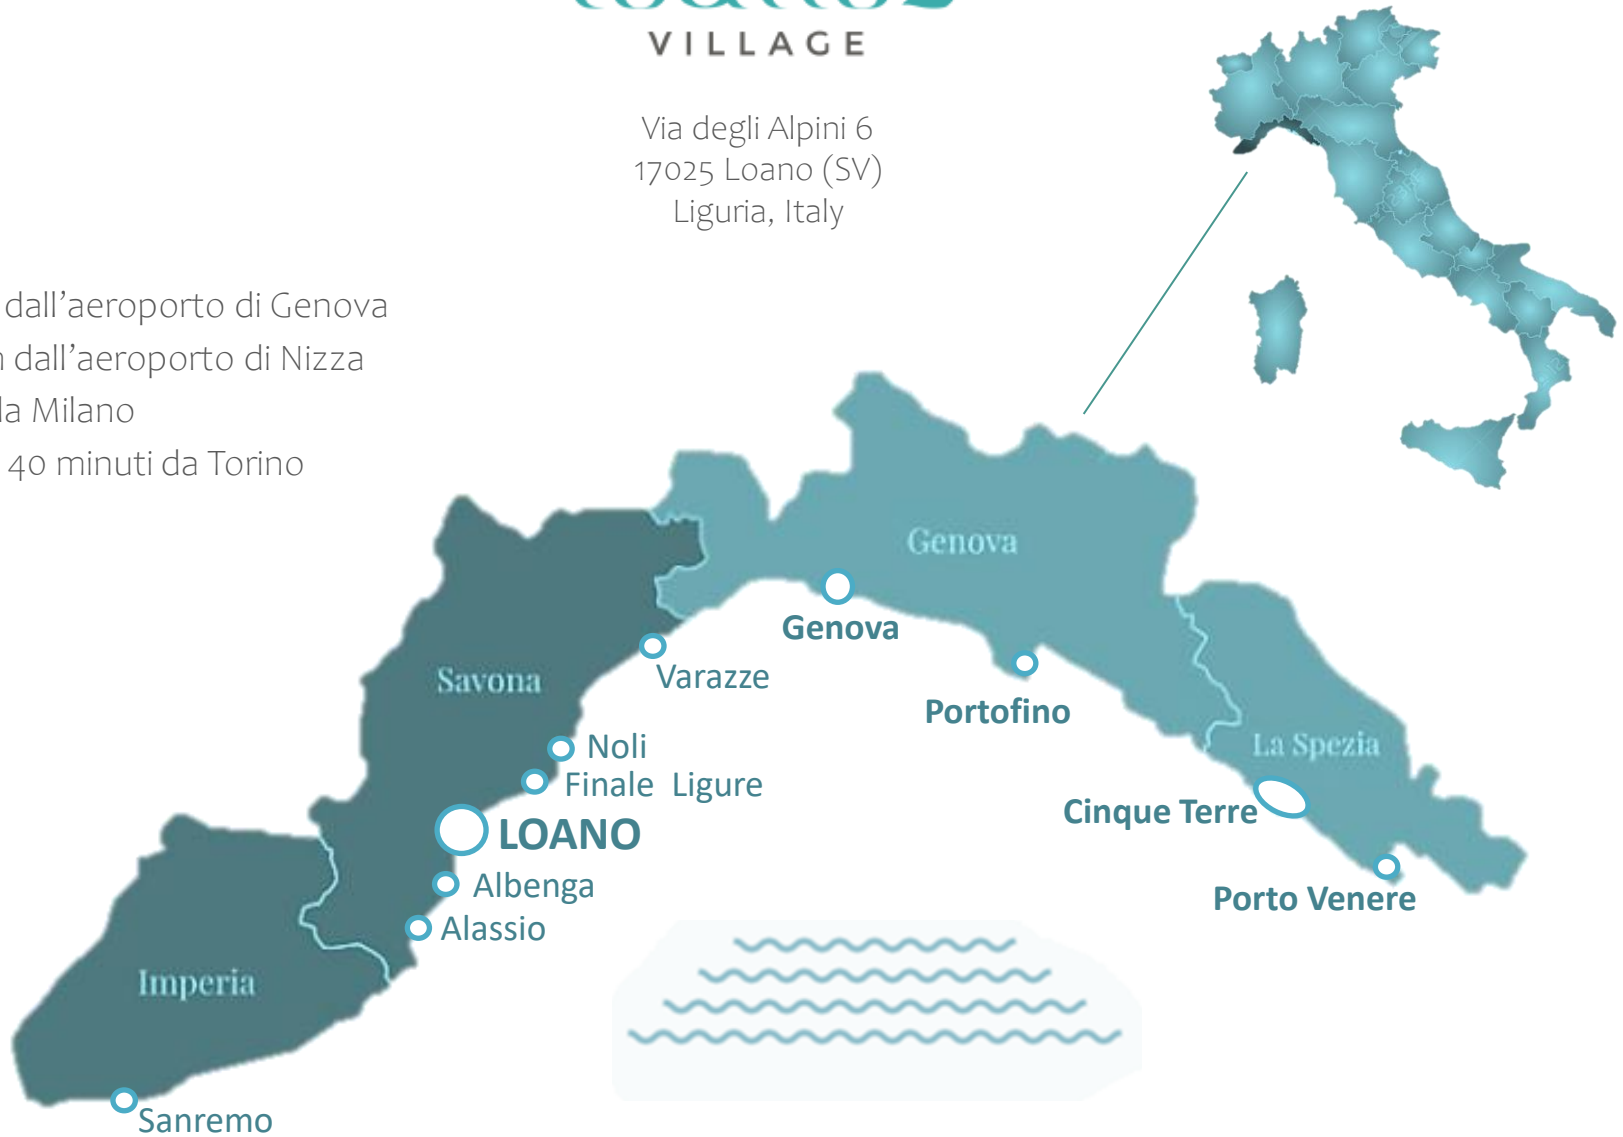 VILLAGE
Via degli Alpini 6
17025 Loano (SV)
Liguria, Italy
dall’aeroporto di Genova
dall’aeroporto di Nizza
Milano
40 minuti da Torino
Genova
Genova
Savona
Varazze
Portofino
Noli
La Spezia
Finale Ligure
Cinque Terre
LOANO
Albenga
Porto Venere
Alassio
Imperia
Sanremo